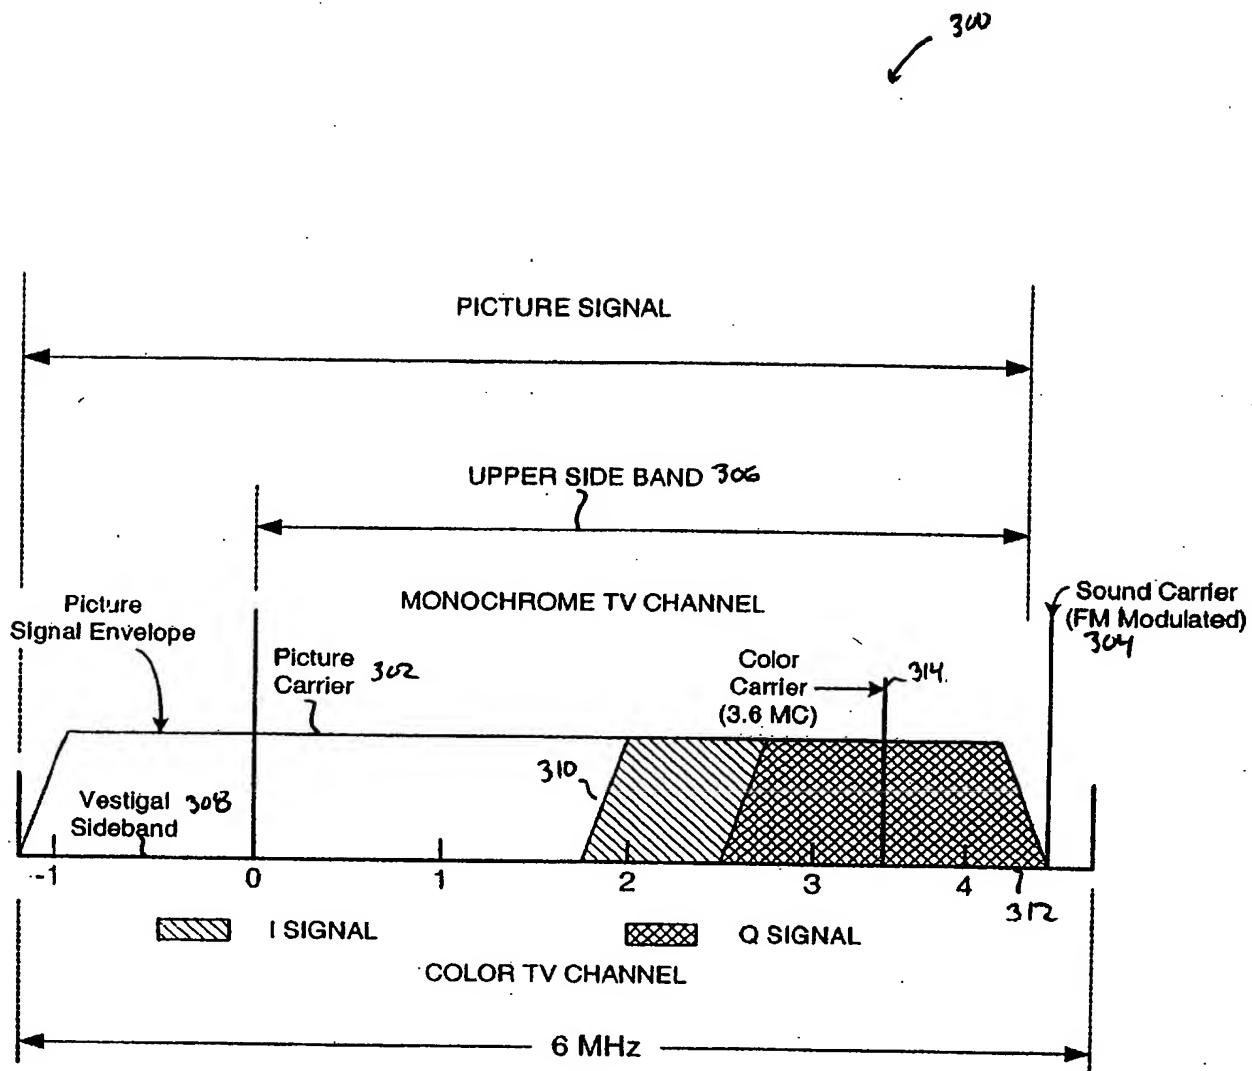 300
PICTURE SIGNAL
UPPER SIDE BAND 306
MONOCHROME TV CHANNEL
Picture
Signal Envelope
Picture
Carrier 302
Color
Carrier
(3.6 MC)
314.
Sound Carrier
(FM Modulated)
304
310
Vestigal 308
Sideband
-1 0 1 2 3 4
312
I SIGNAL Q SIGNAL
COLOR TV CHANNEL
6 MHz